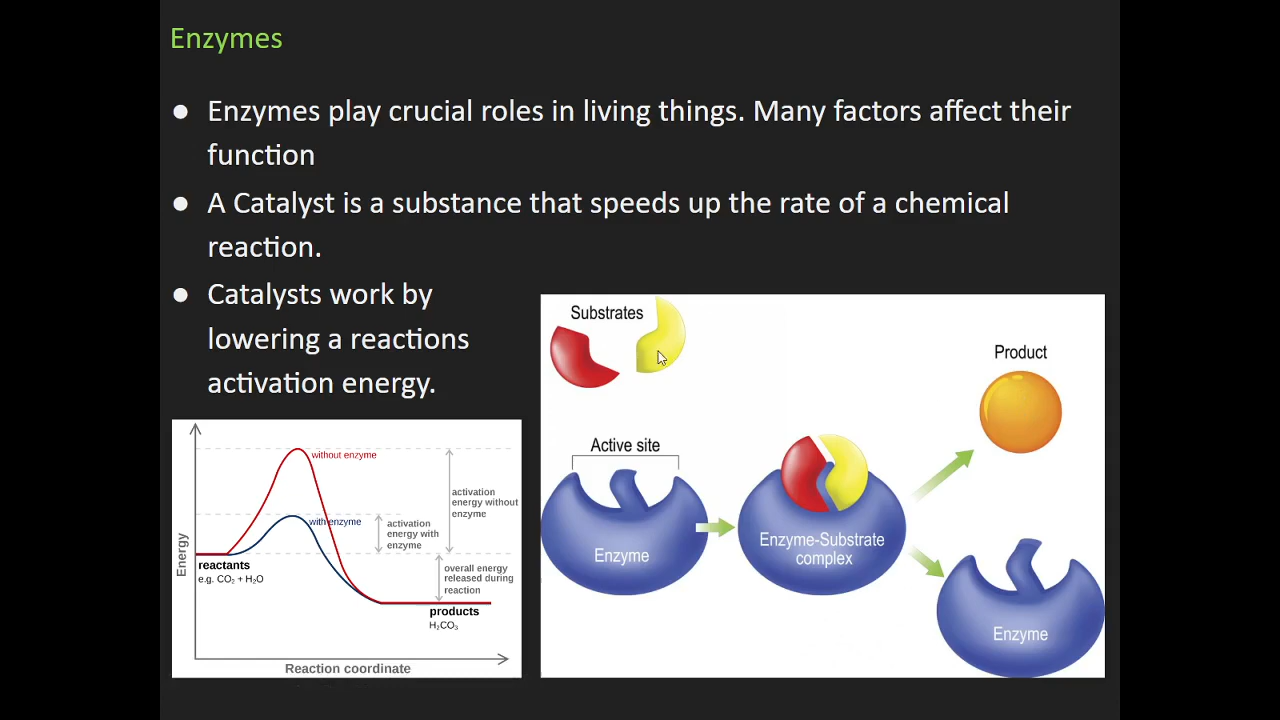 Enzymes
● Enzymes play crucial roles in living things. Many factors affect their
function
● A Catalyst is a substance that speeds up the rate of a chemical
reaction.
● Catalysts work by
lowering a reactions
activation energy.
without enzyme
with enzyme
activation
energy with
enzyme
activation
energy without
enzyme
overall energy
released during
reaction
reactants
e.g. CO₂ + H₂O
products
H₂CO₃
Energy
Reaction coordinate
Substrates
Active site
Enzyme
Enzyme-Substrate
complex
Product
Enzyme